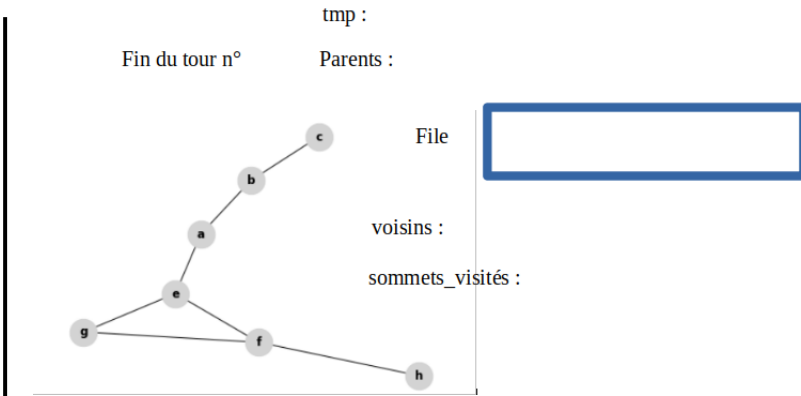 tmp :
Fin du tour n° Parents :
c
File
b
voisins :
a
sommets_visités :
e
g
f
h